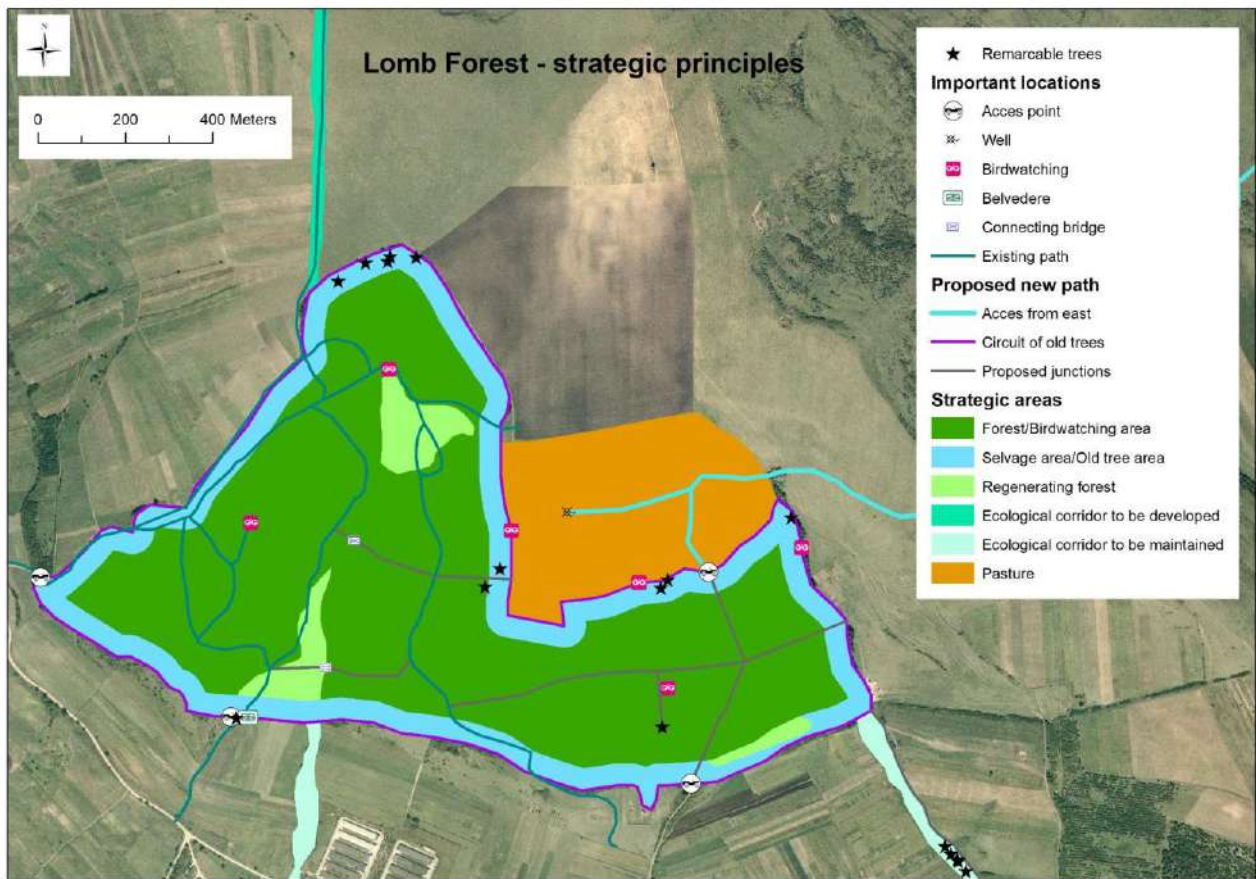 N
Lomb Forest - strategic principles
0 200 400 Meters
Remarcable trees
Important locations
Acces point
Well
Birdwatching
Belvedere
Connecting bridge
Existing path
Proposed new path
Acces from east
Circuit of old trees
Proposed junctions
Strategic areas
Forest/Birdwatching area
Selvage area/Old tree area
Regenerating forest
Ecological corridor to be developed
Ecological corridor to be maintained
Pasture